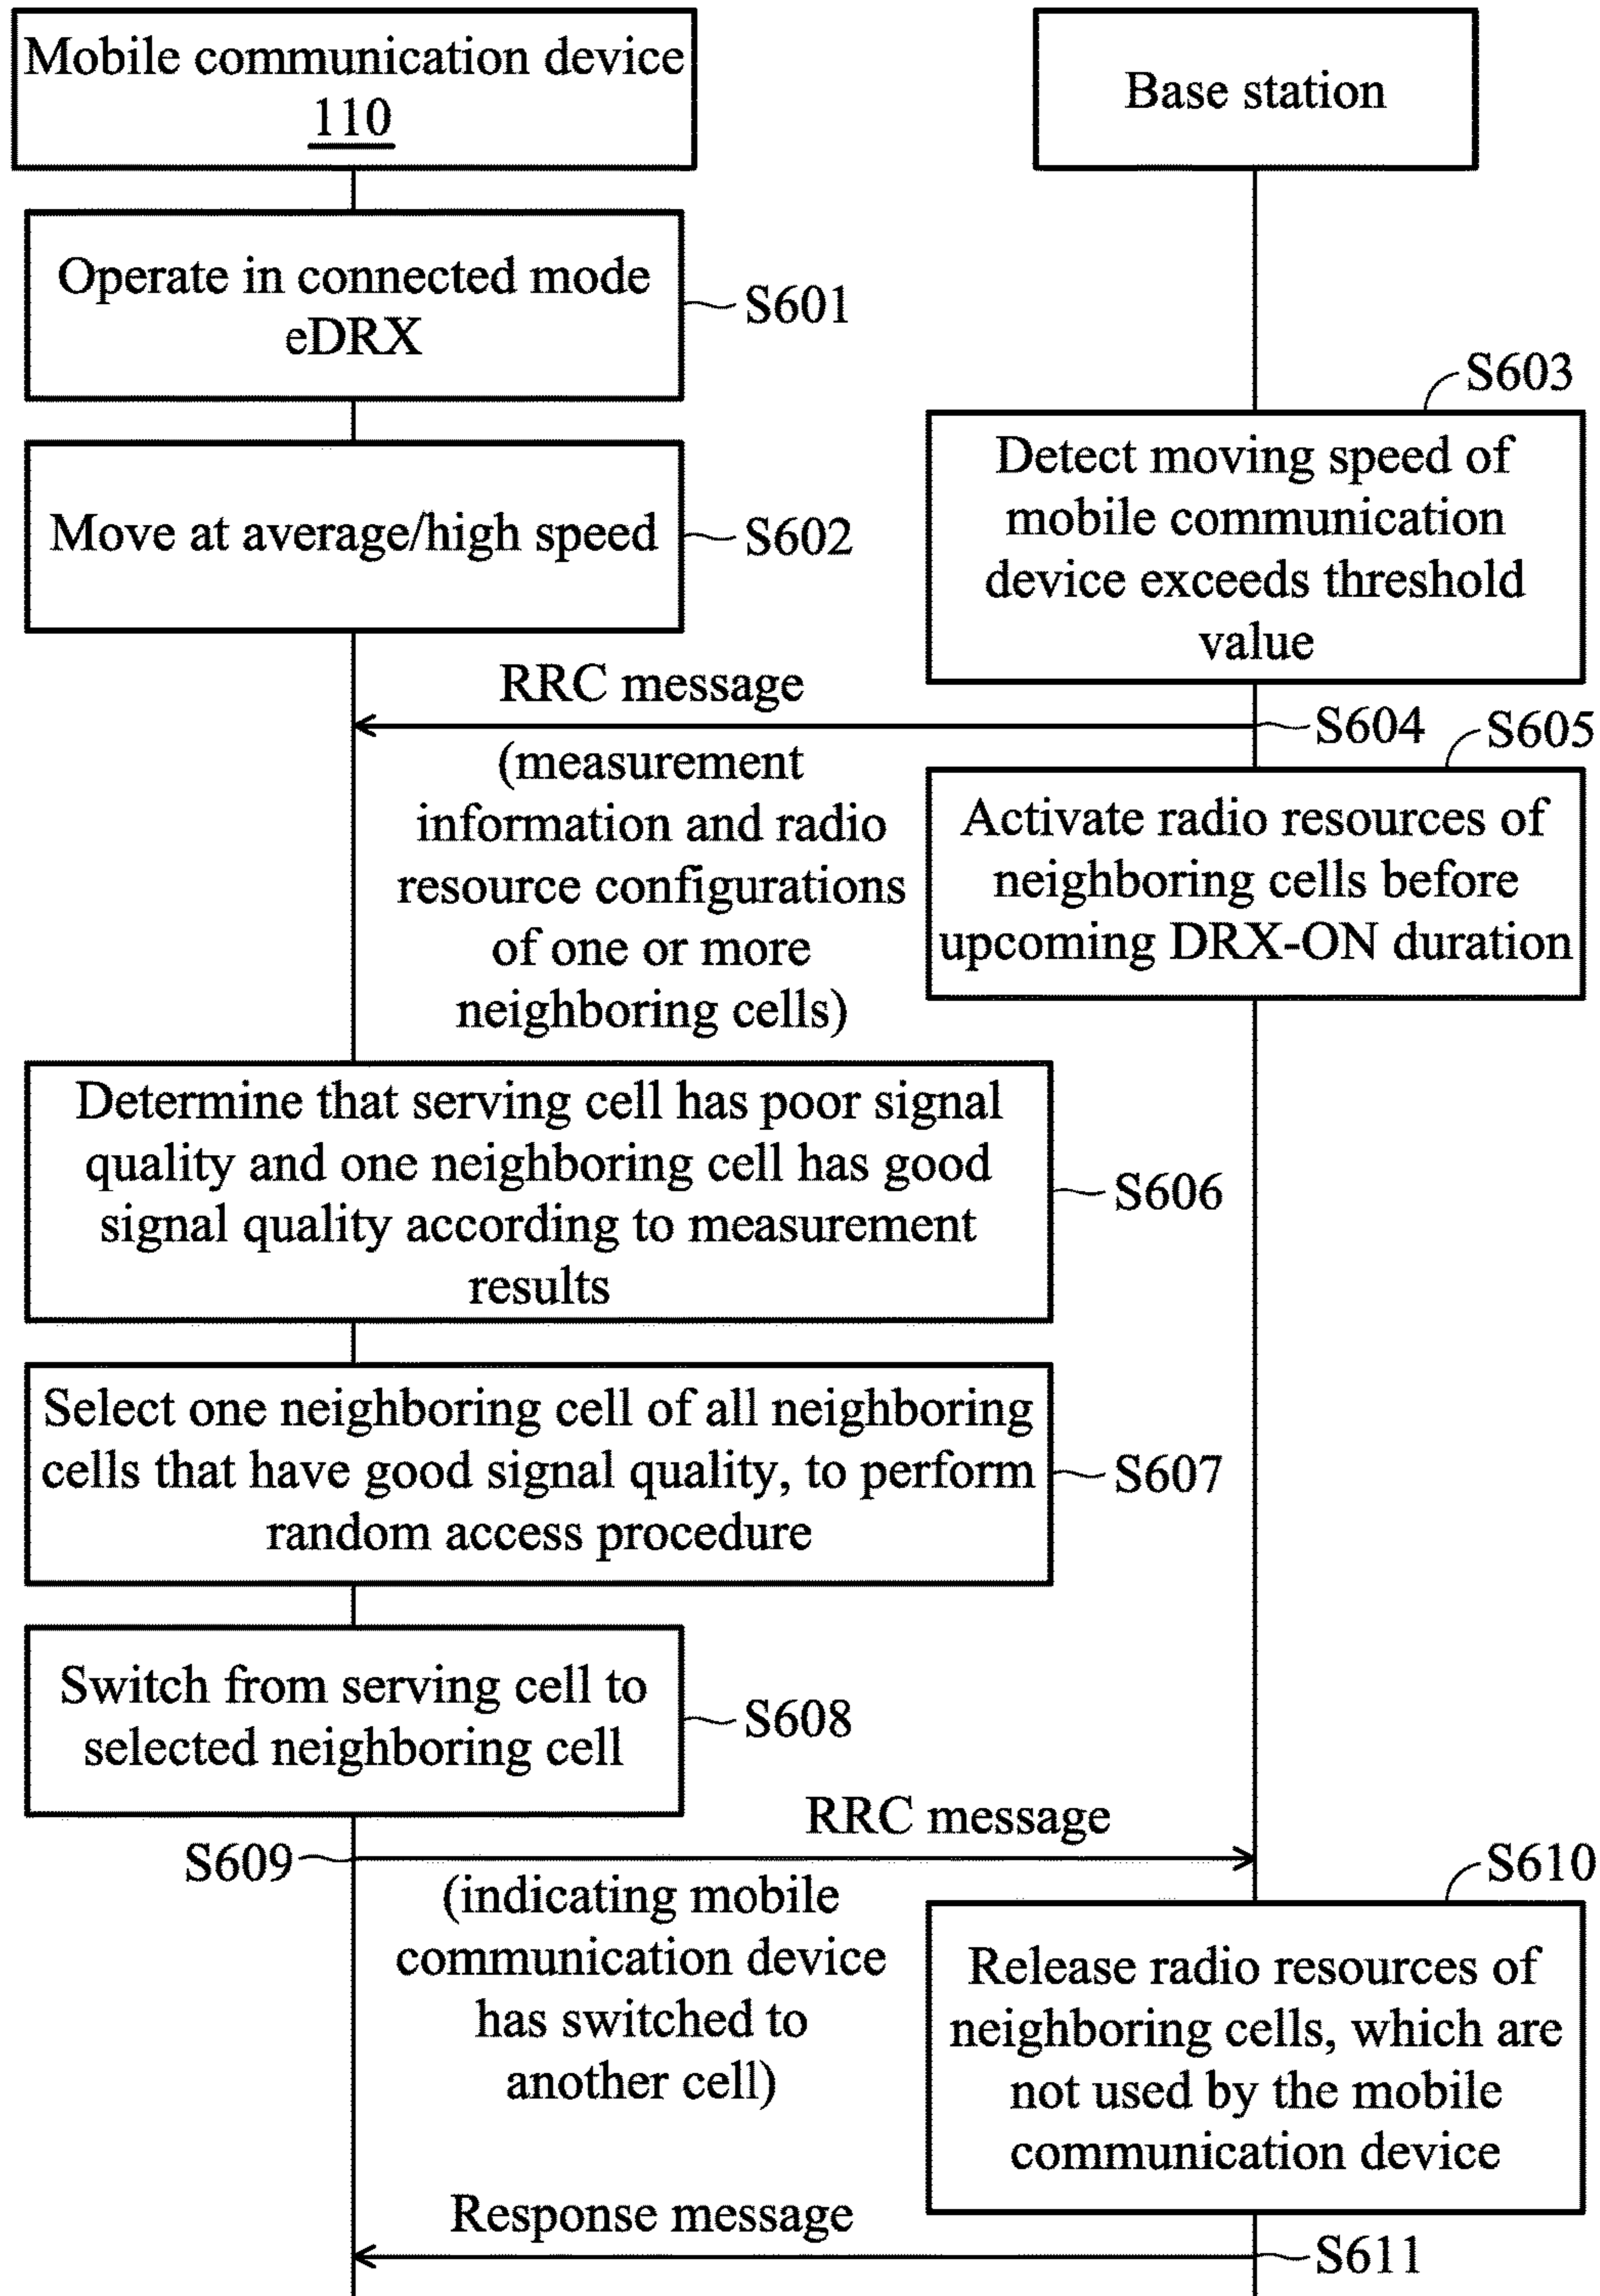 Mobile communication device
110
Base station
Operate in connected mode
eDRX
S601
S603
Move at average/high speed
S602
Detect moving speed of
mobile communication
device exceeds threshold
value
RRC message
S604
S605
(measurement
information and radio
resource configurations
of one or more
neighboring cells)
Activate radio resources of
neighboring cells before
upcoming DRX-ON duration
Determine that serving cell has poor signal
quality and one neighboring cell has good
signal quality according to measurement
results
S606
Select one neighboring cell of all neighboring
cells that have good signal quality, to perform
random access procedure
S607
Switch from serving cell to
selected neighboring cell
S608
RRC message
S609
S610
(indicating mobile
communication device
has switched to
another cell)
Release radio resources of
neighboring cells, which are
not used by the mobile
communication device
Response message
S611